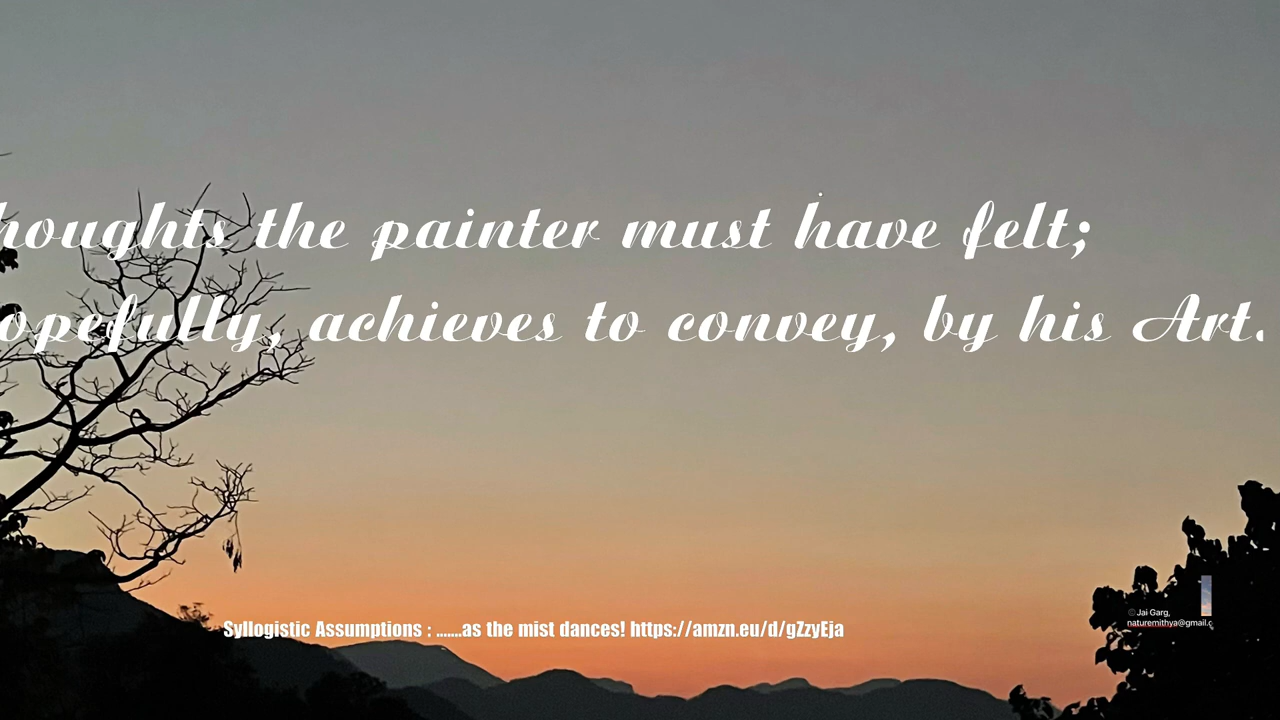 houghts the painter must have felt;
opefully, achieves to convey, by his Art.
Syllogistic Assumptions : .......as the mist dances! https://amzn.eu/d/gZzyEja
© Jai Garg,
naturemithya@gmail.c